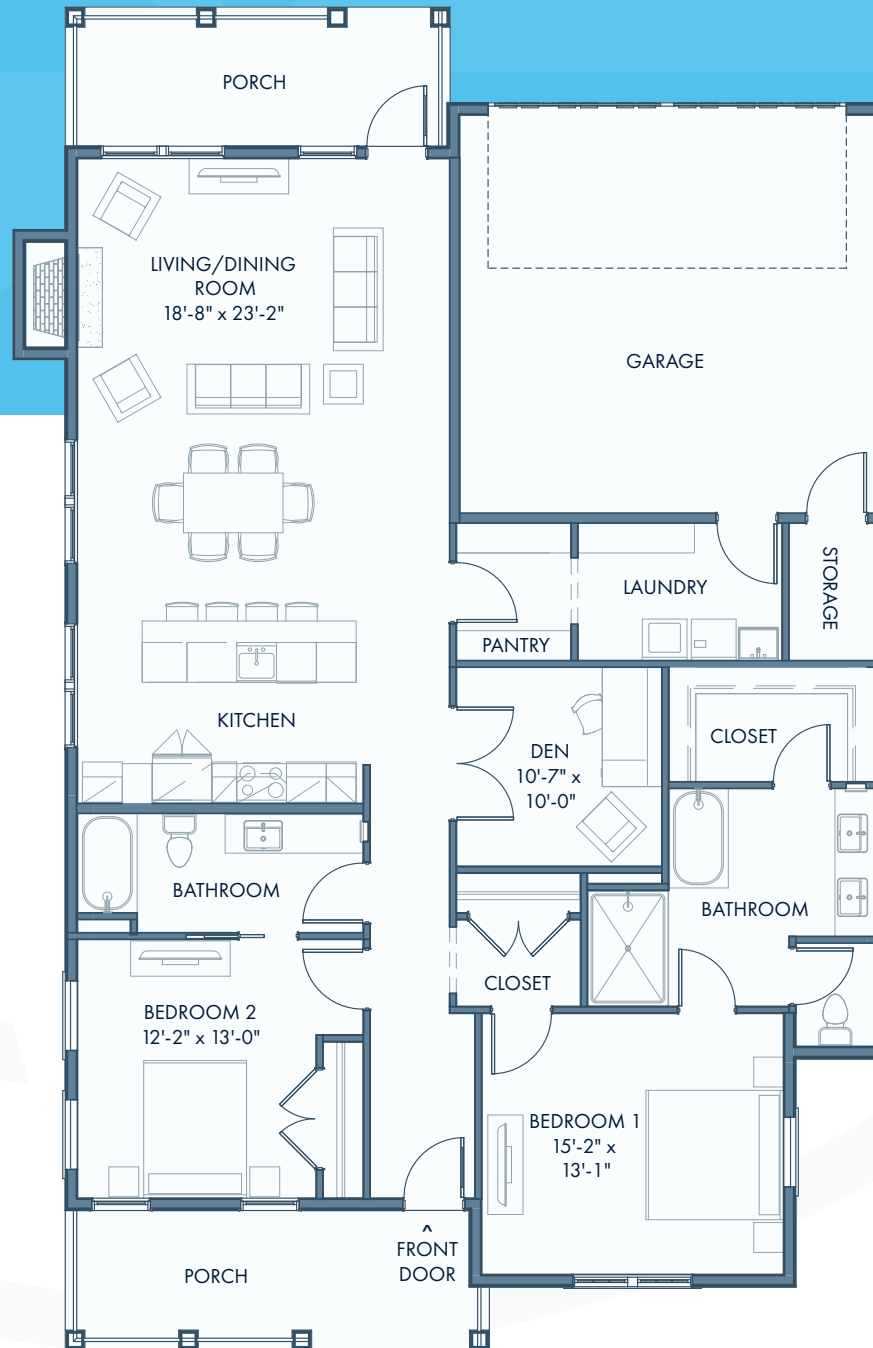 PORCH
LIVING/DINING
ROOM
18'-8" x 23'-2"
GARAGE
LAUNDRY
STORAGE
PANTRY
KITCHEN
CLOSET
DEN
10'-7" x
10'-0"
BATHROOM
BATHROOM
CLOSET
BEDROOM 2
12'-2" x 13'-0"
BEDROOM 1
15'-2" x
13'-1"
^
FRONT
DOOR
PORCH